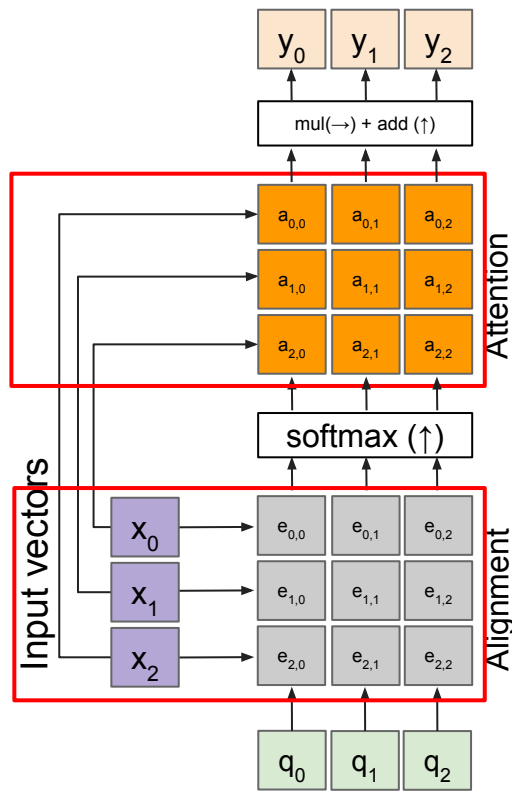 y0 y1 y2
mul(→) + add (↑)
a0,0 a0,1 a0,2
a1,0 a1,1 a1,2
a2,0 a2,1 a2,2
Attention
softmax (↑)
Input vectors
x0 e0,0 e0,1 e0,2
x1 e1,0 e1,1 e1,2
x2 e2,0 e2,1 e2,2
Alignment
q0 q1 q2